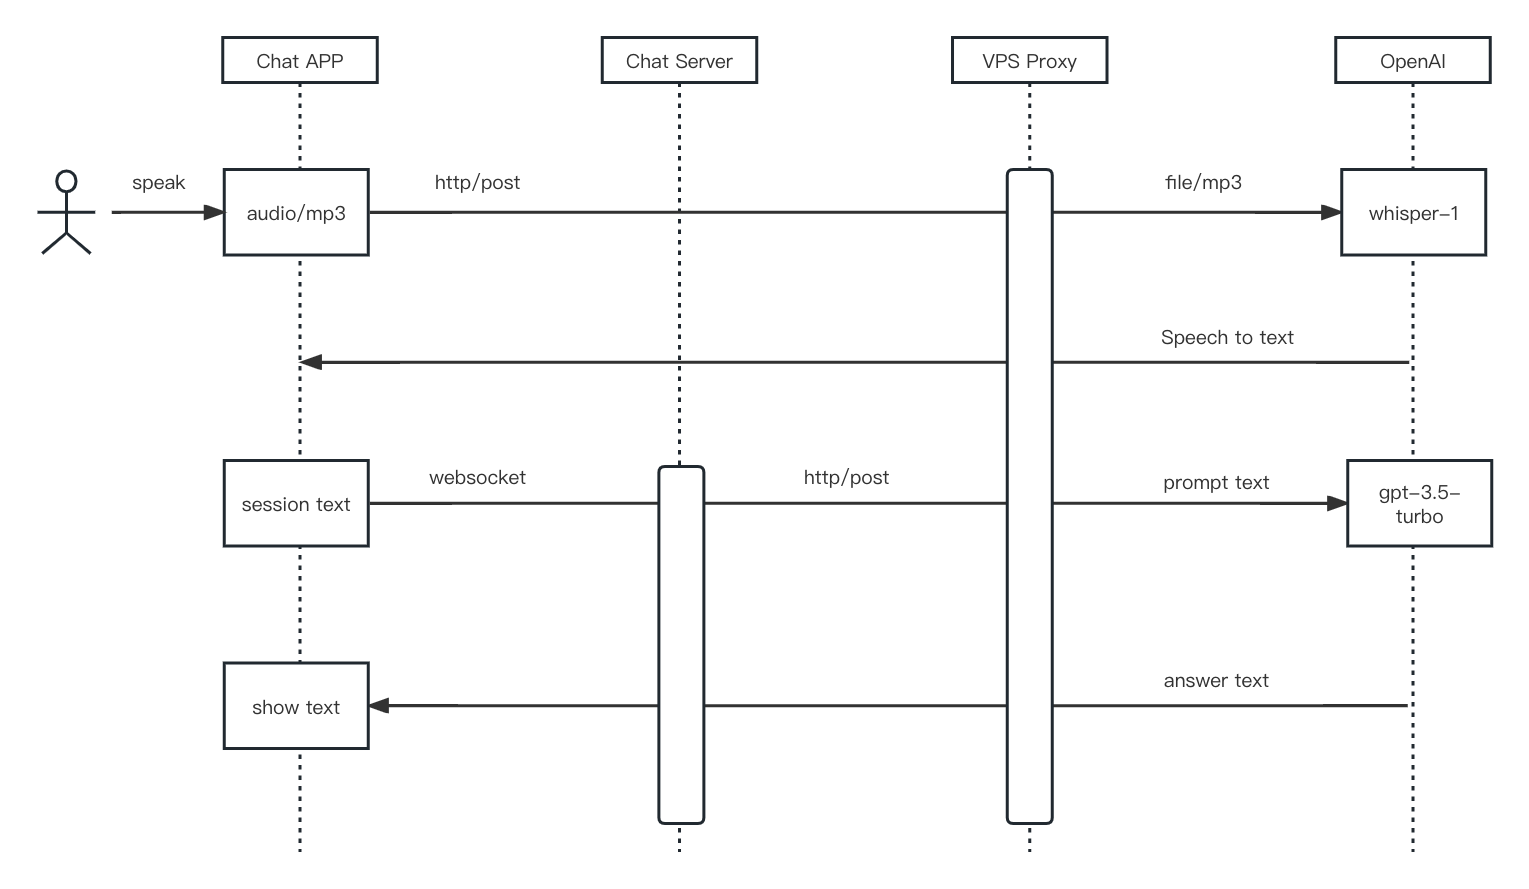 Chat APP
Chat Server
VPS Proxy
OpenAI
speak
audio/mp3
http/post
file/mp3
whisper-1
Speech to text
session text
websocket
http/post
prompt text
gpt-3.5-
turbo
show text
answer text